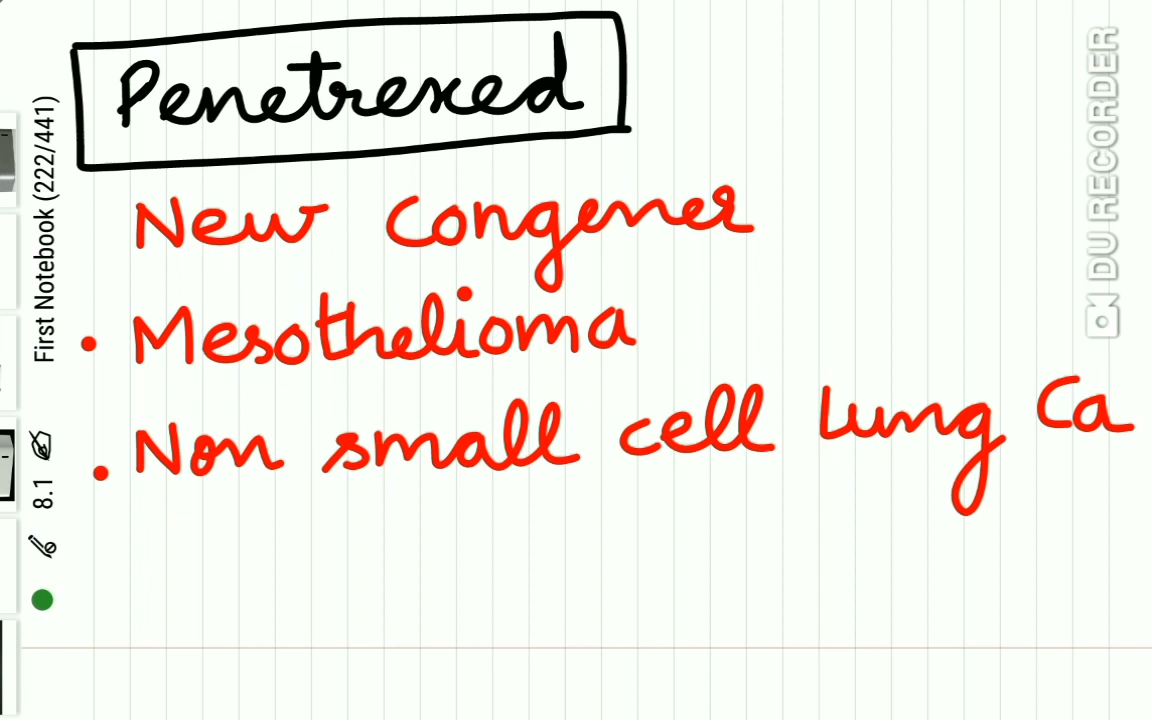 Penetrexed
New Congener
• Mesothelioma
• Non small cell lung Ca
First Notebook (222/441)
8.1
DU RECORDER